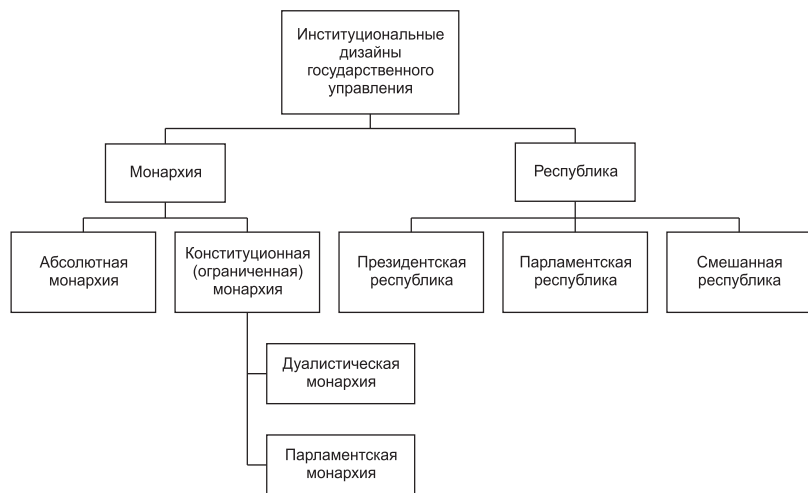 Институциональные
дизайны
государственного
управления
Монархия
Республика
Абсолютная
монархия
Конституционная
(ограниченная)
монархия
Президентская
республика
Парламентская
республика
Смешанная
республика
Дуалистическая
монархия
Парламентская
монархия